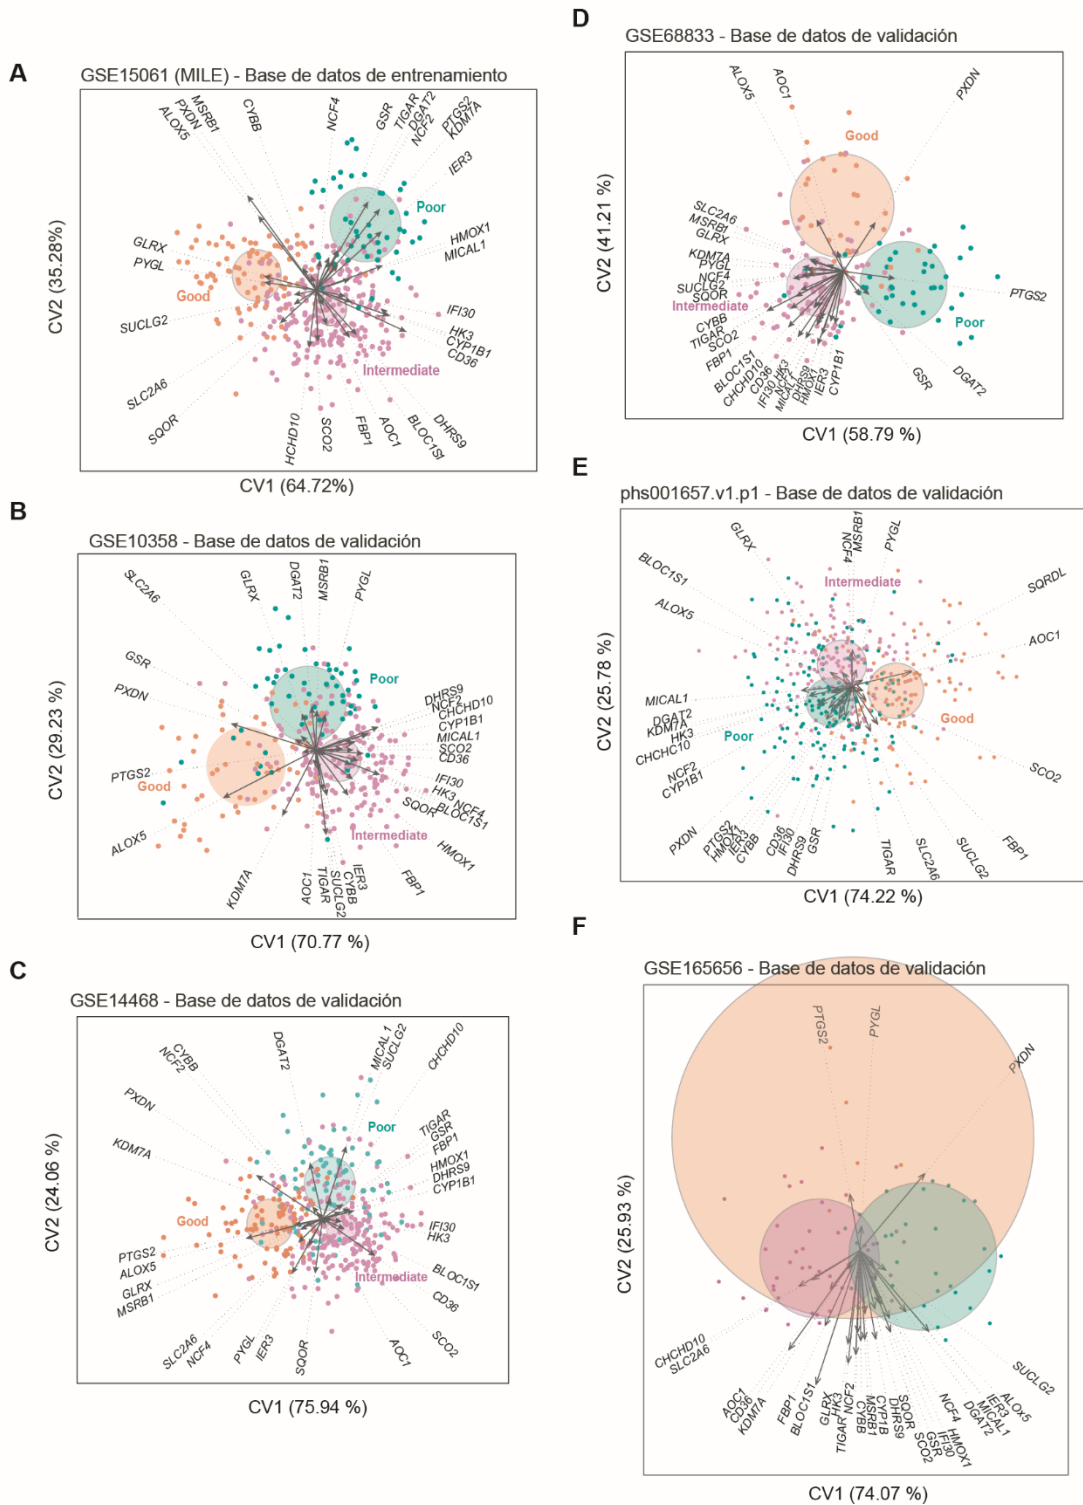 A
GSE15061 (MILE) - Base de datos de entrenamiento
ALOX5
PXDN
MSRB1
CYBB
NCF4
GSR
TIGAR
DGAT2
NCF2
PTGS2
KDM7A
IER3
Poor
HMOX1
MICAL1
GLRX
PYGL
Good
SUCLG2
IFI30
HK3
CYP1B1
CD36
Intermediate
SLC2A6
SQOR
HCHD10
SCO2
FBP1
AOC1
BLOC1S1
DHRS9
CV2 (35.28%)
CV1 (64.72%)
B
GSE10358 - Base de datos de validación
SLC2A6
GLRX
DGAT2
MSRB1
PYGL
GSR
PXDN
Poor
DHRS9
NCF2
CHCHD10
CYP1B1
MICAL1
SCO2
CD36
PTGS2
Good
IFI30
HK3 NCF4
SQOR BLOC1S1
Intermediate
HMOX1
ALOX5
KDM7A
AOC1
TIGAR
SUCLG2
CYBB
IER3
FBP1
CV2 (29.23 %)
CV1 (70.77 %)
C
GSE14468 - Base de datos de validación
CYBB
NCF2
DGAT2
MICAL 1
SUCLG2
CHCHD10
PXDN
KDM7A
Poor
TIGAR
GSR
FBP1
HMOX1
DHRS9
CYP1B1
Good
IFI30
HK3
PTGS2
ALOX5
GLRX
MSRB1
Intermediate
BLOC1S1
CD36
SCO2
AOC1
SLC2A6
NCF4
PYGL
IER3
SQOR
CV2 (24.06 %)
CV1 (75.94 %)
D
GSE68833 - Base de datos de validación
ALOX5
AOC1
PXDN
Good
SLC2A6
MSRB1
GLRX
KDM7A
PYGL
NCF4
SUCLG2
SQOR
Intermediate
PTGS2
Poor
CYBB
TIGAR
SCO2
FBP1
BLOC1S1
CHCHD10
CD36
IFI30
HK3
NCF2
MICAL1
DHRS9
HMOX1
IER3
CYP1B1
GSR
DGAT2
CV2 (41.21 %)
CV1 (58.79 %)
E
phs001657.v1.p1 - Base de datos de validación
GLRX
NCF4
MSRB1
PYGL
BLOC1S1
Intermediate
SQRDL
ALOX5
AOC1
MICAL1
DGAT2
KDM7A
HK3
CHCHC10
Poor
Good
NCF2
CYP1B1
SCO2
PXDN
PTGS2
HMOX1
IER3
CYBB
CD36
IFI30
DHRS9
GSR
TIGAR
SLC2A6
SUCLG2
FBP1
CV2 (25.78 %)
CV1 (74.22 %)
F
GSE165656 - Base de datos de validación
PTGS2
PYGL
PXDN
CHCHD10
SLC2A6
AOC1
CD36
KDM7A
FBP1
BLOC1S1
GLRX
HK3
TIGAR
NCF2
CYBB
MSRB1
CYP1B
DHRS9
SQOR
SCO2
GSR
IFI30
NCF4
HMOX1
DGAT2
MICAL1
IER3
ALOx5
SUCLG2
CV2 (25.93 %)
CV1 (74.07 %)